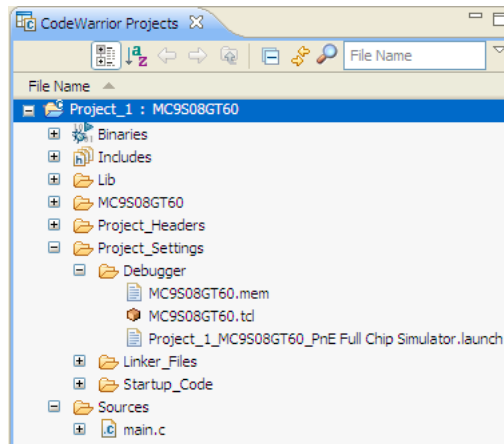 CodeWarrior Projects
File Name
File Name
Project_1 : MC9S08GT60
Binaries
Includes
Lib
MC9S08GT60
Project_Headers
Project_Settings
Debugger
MC9S08GT60.mem
MC9S08GT60.tcl
Project_1_MC9S08GT60_PnE Full Chip Simulator.launch
Linker_Files
Startup_Code
Sources
main.c